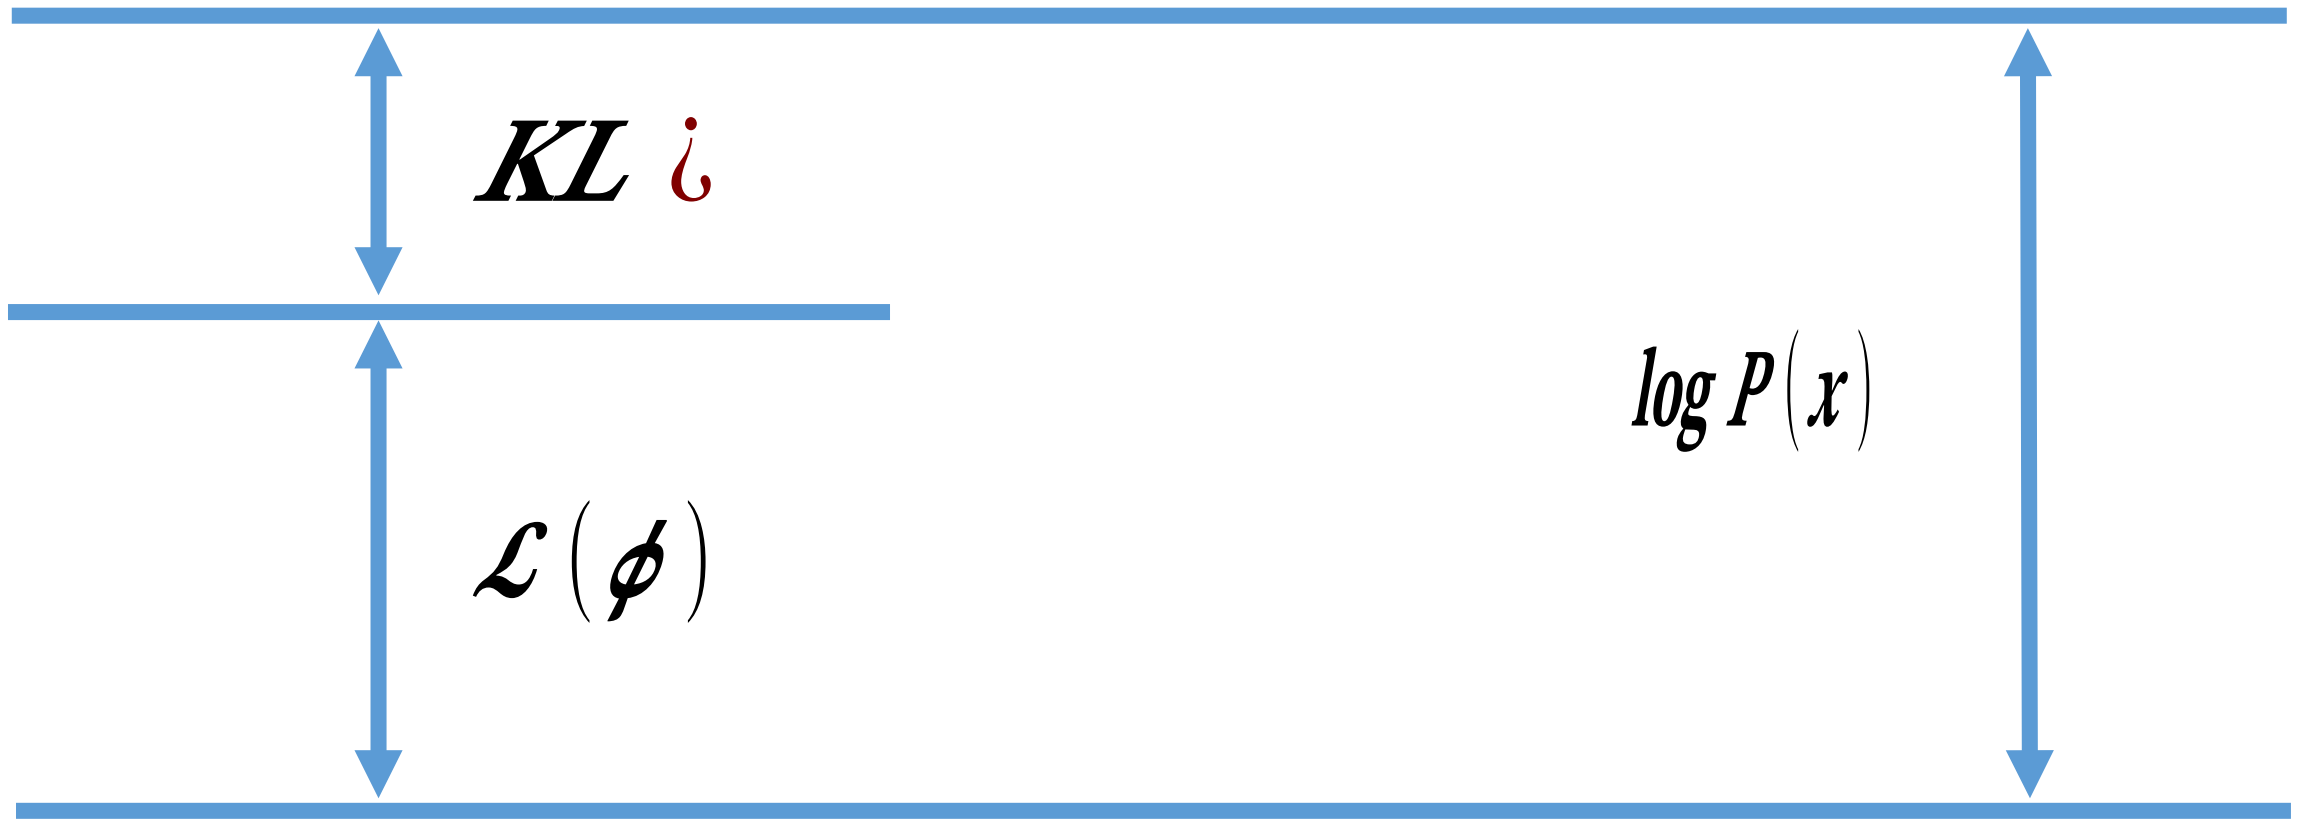 KL ¿
log P(x)
ℒ(ϕ)